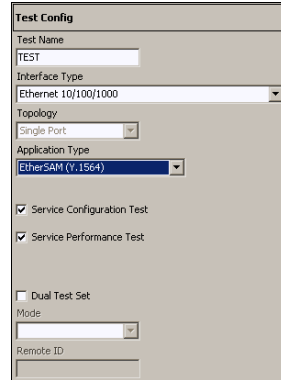 Test Config
Test Name
TEST
Interface Type
Ethernet 10/100/1000
Topology
Single Port
Application Type
EtherSAM (Y.1564)
Service Configuration Test
Service Performance Test
Dual Test Set
Mode
Remote ID